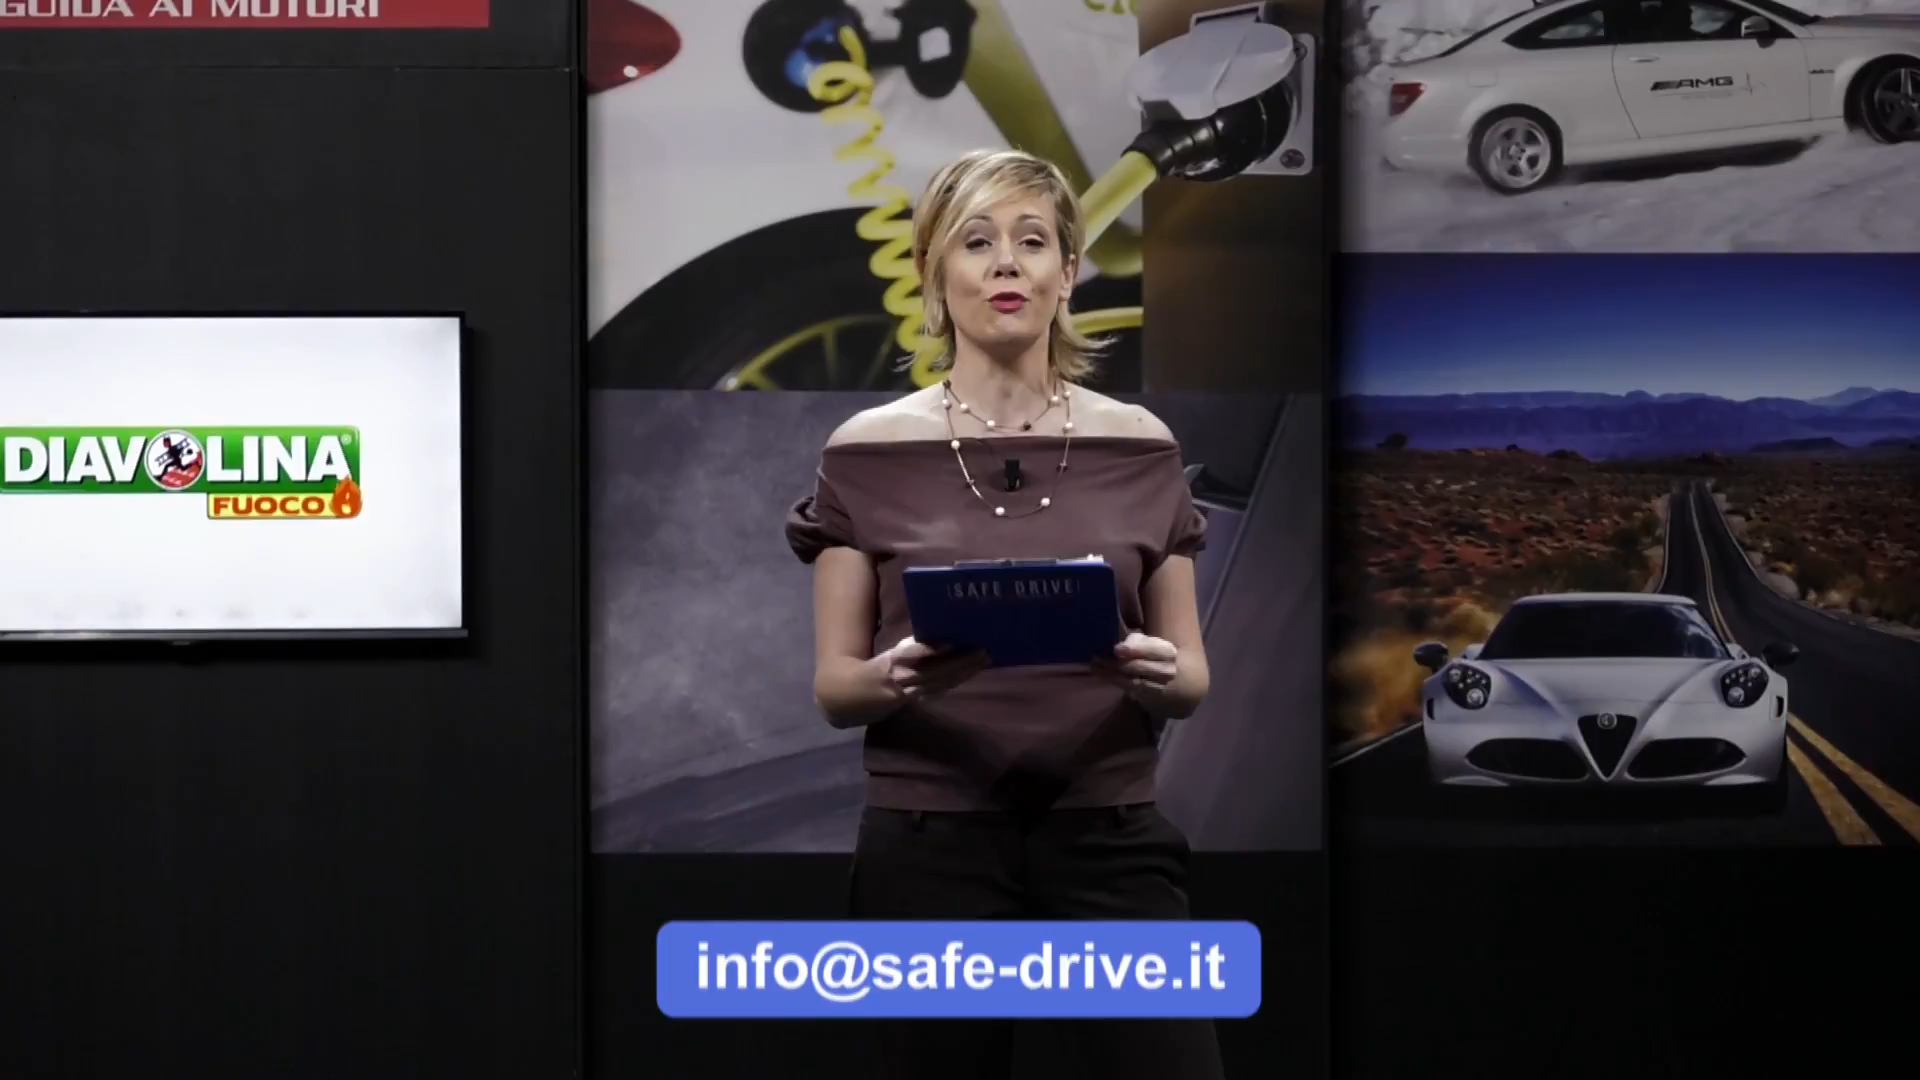 GUIDA AI MOTORI
AMG
DIAVOLINA
FUOCO
SAFE DRIVE
info@safe-drive.it